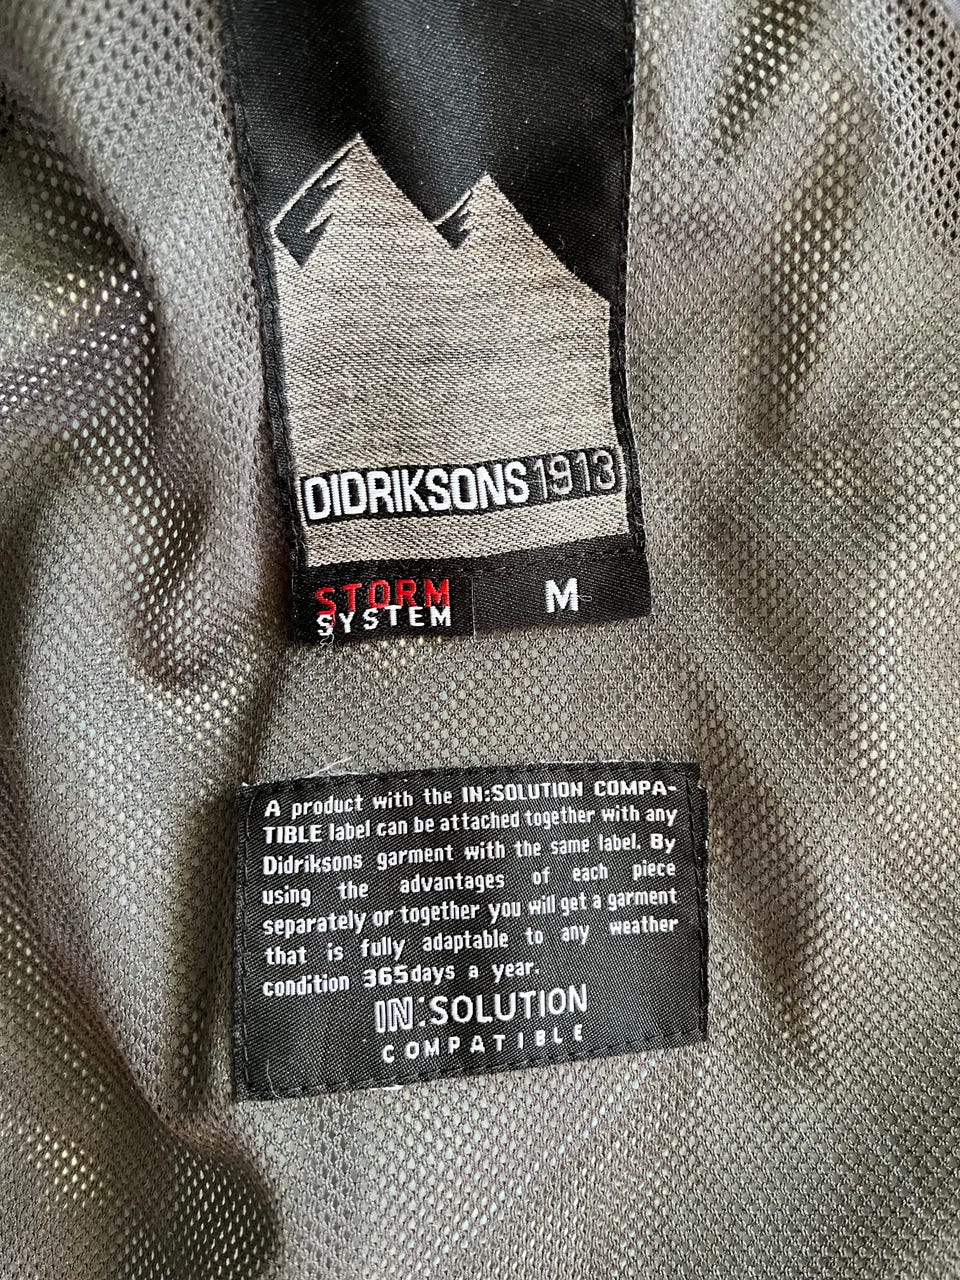 DIDRIKSONS 1913
STORM
SYSTEM
M
A product with the IN:SOLUTION COMPA-
TIBLE label can be attached together with any
Didriksons garment with the same label. By
using the advantages of each piece
separately or together you will get a garment
that is fully adaptable to any weather
condition 365days a year.
IN:SOLUTION
COMPATIBLE